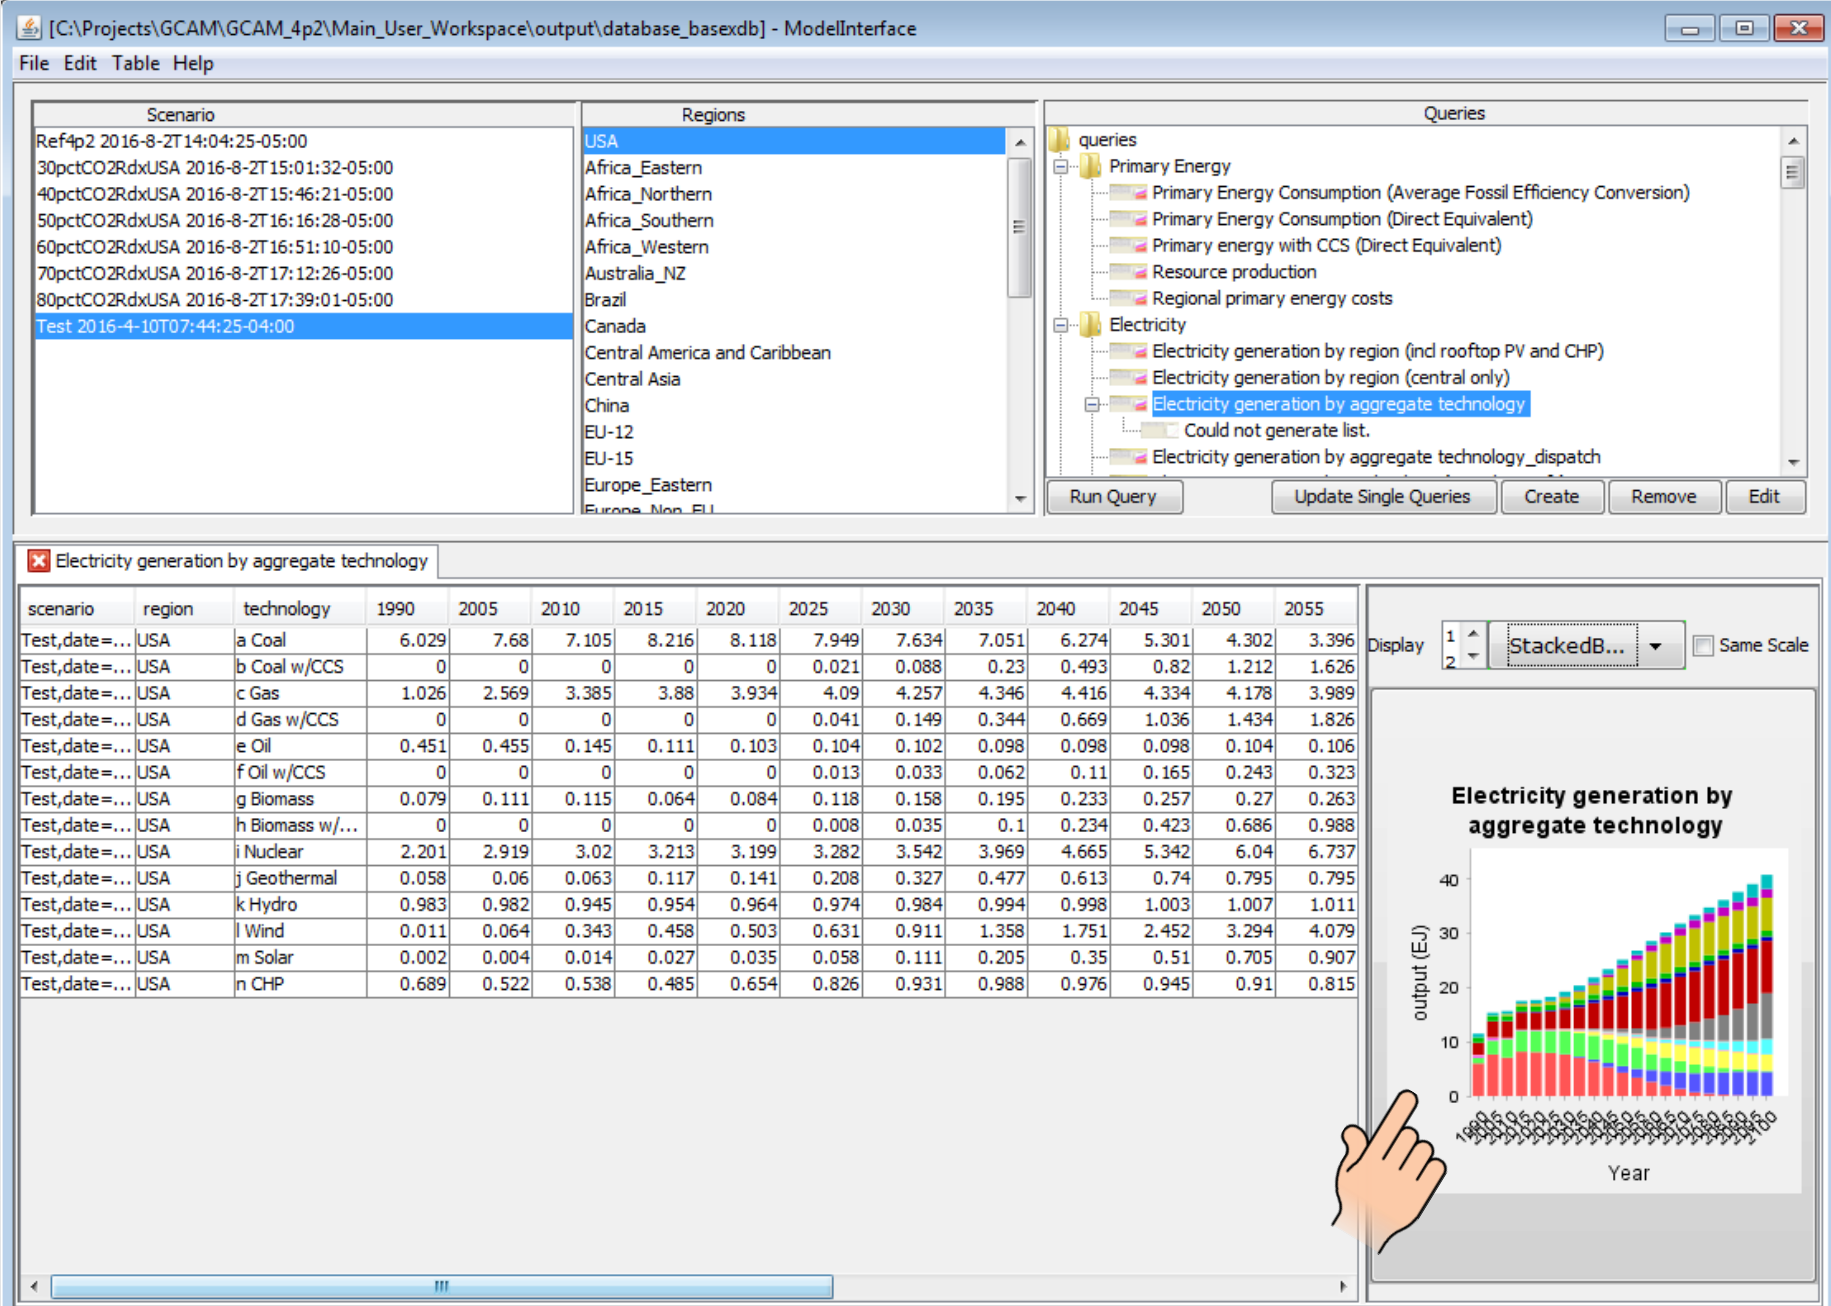 [C:\Projects\GCAM\GCAM_4p2\Main_User_Workspace\output\database_basexdb] - ModelInterface
File Edit Table Help
Scenario
Ref4p2 2016-8-2T14:04:25-05:00
30pctCO2RdxUSA 2016-8-2T15:01:32-05:00
40pctCO2RdxUSA 2016-8-2T15:46:21-05:00
50pctCO2RdxUSA 2016-8-2T16:16:28-05:00
60pctCO2RdxUSA 2016-8-2T16:51:10-05:00
70pctCO2RdxUSA 2016-8-2T17:12:26-05:00
80pctCO2RdxUSA 2016-8-2T17:39:01-05:00
Test 2016-4-10T07:44:25-04:00
Regions
USA
Africa_Eastern
Africa_Northern
Africa_Southern
Africa_Western
Australia_NZ
Brazil
Canada
Central America and Caribbean
Central Asia
China
EU-12
EU-15
Europe_Eastern
Europe_Non_EU
Queries
queries
Primary Energy
Primary Energy Consumption (Average Fossil Efficiency Conversion)
Primary Energy Consumption (Direct Equivalent)
Primary energy with CCS (Direct Equivalent)
Resource production
Regional primary energy costs
Electricity
Electricity generation by region (incl rooftop PV and CHP)
Electricity generation by region (central only)
Electricity generation by aggregate technology
Could not generate list.
Electricity generation by aggregate technology_dispatch
Run Query Update Single Queries Create Remove Edit
Electricity generation by aggregate technology
scenario region technology 1990 2005 2010 2015 2020 2025 2030 2035 2040 2045 2050 2055
Test,date=... USA a Coal 6.029 7.68 7.105 8.216 8.118 7.949 7.634 7.051 6.274 5.301 4.302 3.396
Test,date=... USA b Coal w/CCS 0 0 0 0 0 0.021 0.088 0.23 0.493 0.82 1.212 1.626
Test,date=... USA c Gas 1.026 2.569 3.385 3.88 3.934 4.09 4.257 4.346 4.416 4.334 4.178 3.989
Test,date=... USA d Gas w/CCS 0 0 0 0 0 0.041 0.149 0.344 0.669 1.036 1.434 1.826
Test,date=... USA e Oil 0.451 0.455 0.145 0.111 0.103 0.104 0.102 0.098 0.098 0.098 0.104 0.106
Test,date=... USA f Oil w/CCS 0 0 0 0 0 0.013 0.033 0.062 0.11 0.165 0.243 0.323
Test,date=... USA g Biomass 0.079 0.111 0.115 0.064 0.084 0.118 0.158 0.195 0.233 0.257 0.27 0.263
Test,date=... USA h Biomass w/... 0 0 0 0 0 0.008 0.035 0.1 0.234 0.423 0.686 0.988
Test,date=... USA i Nuclear 2.201 2.919 3.02 3.213 3.199 3.282 3.542 3.969 4.665 5.342 6.04 6.737
Test,date=... USA j Geothermal 0.058 0.06 0.063 0.117 0.141 0.208 0.327 0.477 0.613 0.74 0.795 0.795
Test,date=... USA k Hydro 0.983 0.982 0.945 0.954 0.964 0.974 0.984 0.994 0.998 1.003 1.007 1.011
Test,date=... USA l Wind 0.011 0.064 0.343 0.458 0.503 0.631 0.911 1.358 1.751 2.452 3.294 4.079
Test,date=... USA m Solar 0.002 0.004 0.014 0.027 0.035 0.058 0.111 0.205 0.35 0.51 0.705 0.907
Test,date=... USA n CHP 0.689 0.522 0.538 0.485 0.654 0.826 0.931 0.988 0.976 0.945 0.91 0.815
Display 1 2 StackedB... Same Scale
Electricity generation by
aggregate technology
output (EJ)
40
30
20
10
0
1990 2005 2010 2015 2020 2025 2030 2035 2040 2045 2050 2055 2060 2065 2070 2075 2080 2085 2090 2095 2100
Year